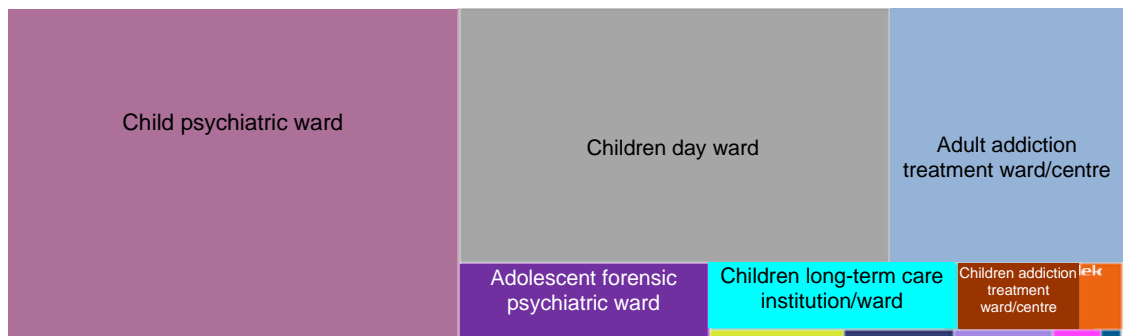 Child psychiatric ward
Children day ward
Adult addiction
treatment ward/centre
Adolescent forensic
psychiatric ward
Children long-term care
institution/ward
Children addiction
treatment
ward/centre